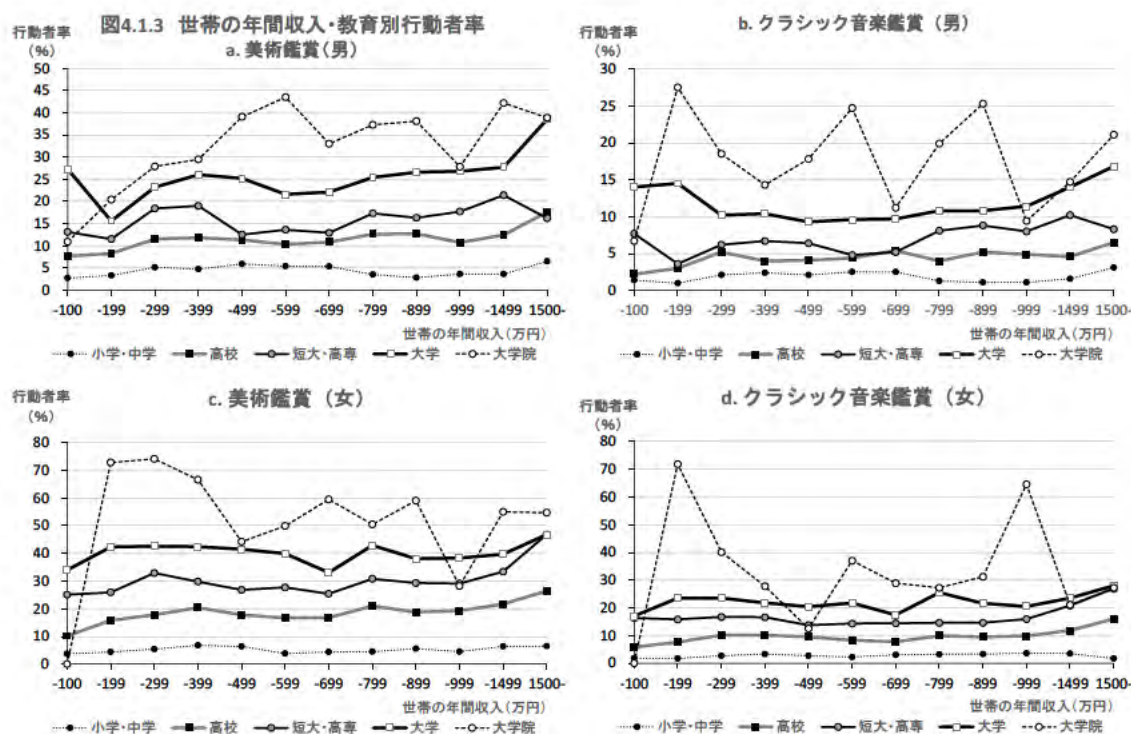 図4.1.3 世帯の年間収入・教育別行動者率
行動者率
(%)
a. 美術鑑賞(男)
50
45
40
35
30
25
20
15
10
5
0
-100 -199 -299 -399 -499 -599 -699 -799 -899 -999 -1499 1500-
世帯の年間収入(万円)
小学・中学 高校 短大・高専 大学 大学院
b. クラシック音楽鑑賞(男)
行動者率
(%)
30
25
20
15
10
5
0
-100 -199 -299 -399 -499 -599 -699 -799 -899 -999 -1499 1500-
世帯の年間収入(万円)
小学・中学 高校 短大・高専 大学 大学院
行動者率
(%)
c. 美術鑑賞(女)
80
70
60
50
40
30
20
10
0
-100 -199 -299 -399 -499 -599 -699 -799 -899 -999 -1499 1500-
世帯の年間収入(万円)
小学・中学 高校 短大・高専 大学 大学院
行動者率
(%)
d. クラシック音楽鑑賞(女)
80
70
60
50
40
30
20
10
0
-100 -199 -299 -399 -499 -599 -699 -799 -899 -999 -1499 1500-
世帯の年間収入(万円)
小学・中学 高校 短大・高専 大学 大学院